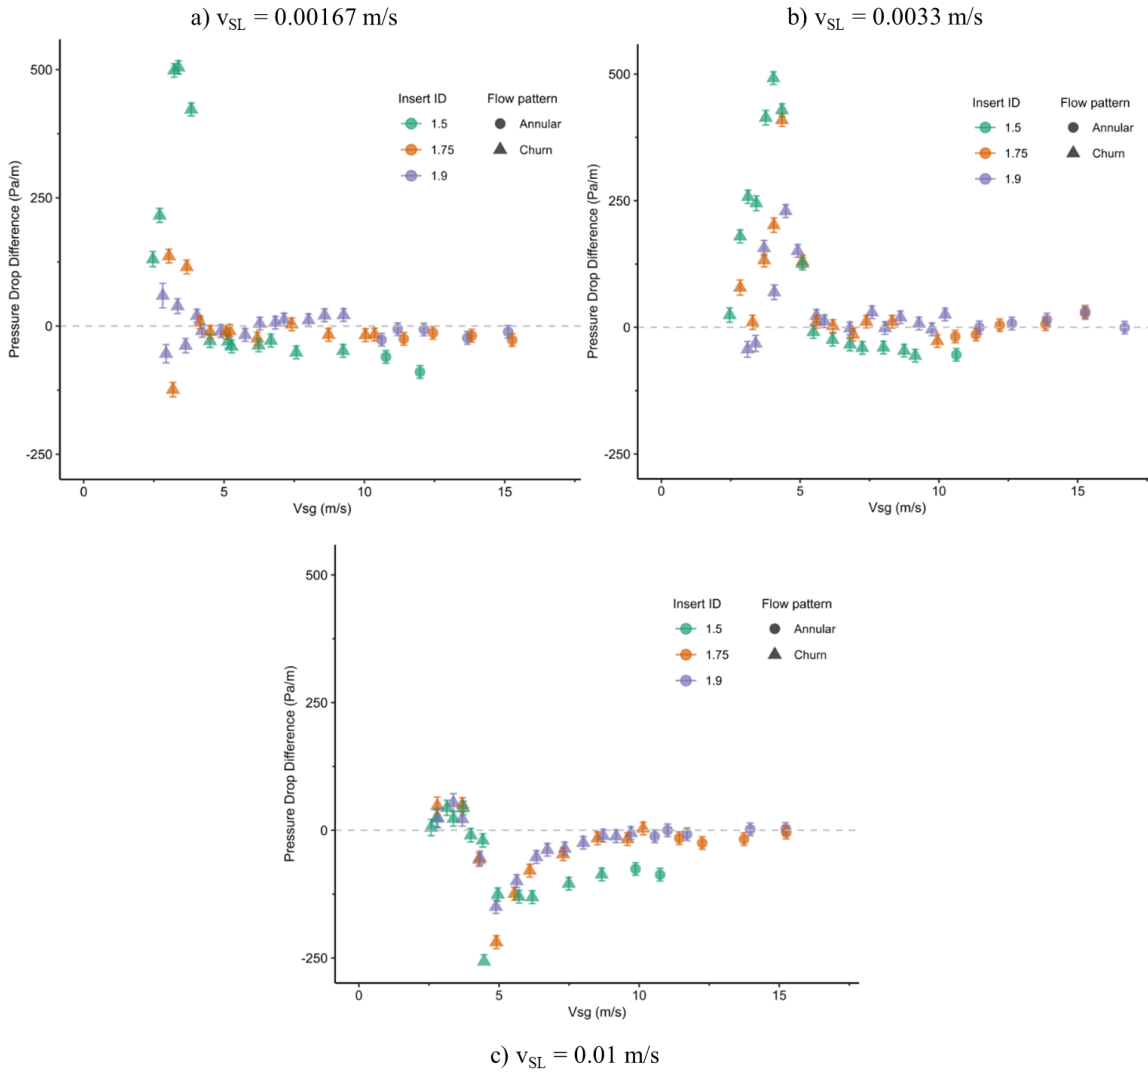 a) vSL = 0.00167 m/s
b) vSL = 0.0033 m/s
Pressure Drop Difference (Pa/m)
500
250
0
-250
0
5
10
15
Vsg (m/s)
Insert ID
1.5
1.75
1.9
Flow pattern
Annular
Churn
Pressure Drop Difference (Pa/m)
500
250
0
-250
0
5
10
15
Vsg (m/s)
Insert ID
1.5
1.75
1.9
Flow pattern
Annular
Churn
Pressure Drop Difference (Pa/m)
500
250
0
-250
0
5
10
15
Vsg (m/s)
Insert ID
1.5
1.75
1.9
Flow pattern
Annular
Churn
c) vSL = 0.01 m/s